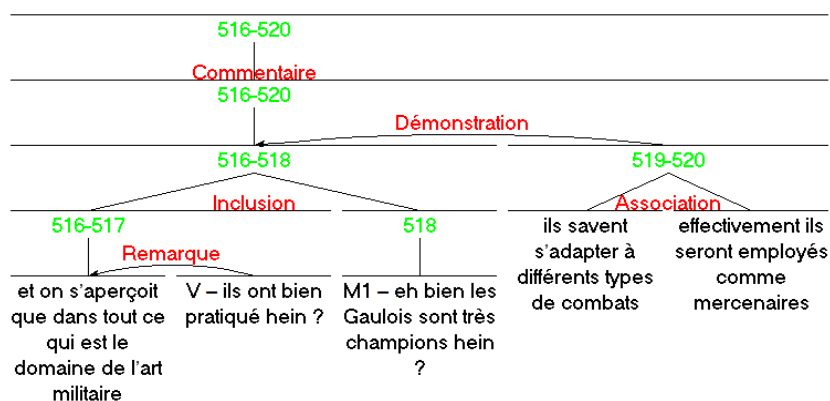 516-520
Commentaire
516-520
Démonstration
516-518
519-520
Inclusion
Association
516-517
518
ils savent
s'adapter à
différents types
de combats
effectivement ils
seront employés
comme
mercenaires
Remarque
et on s'aperçoit
que dans tout ce
qui est le
domaine de l'art
militaire
V – ils ont bien
pratiqué hein ?
M1 – eh bien les
Gaulois sont très
champions hein
?